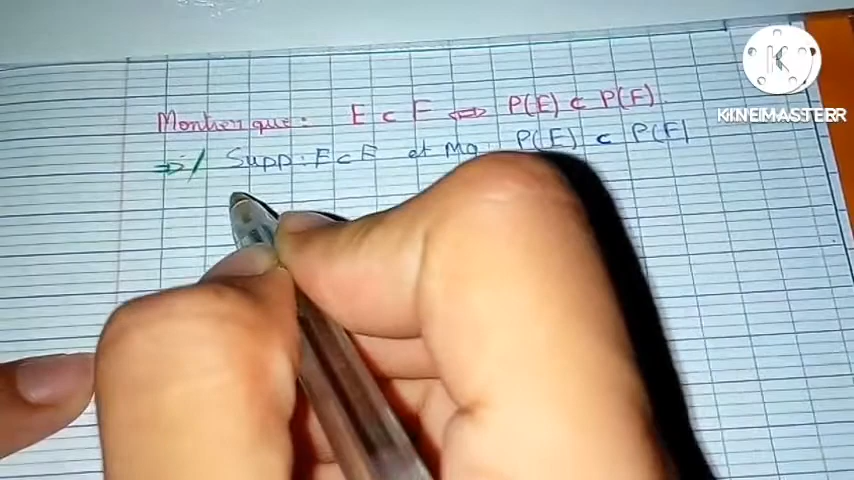 Montrer que: E ⊂ F ⟺ P(E) ⊂ P(F).
⇒ / Supp: E ⊂ F et Mq: P(E) ⊂ P(F)
KINEMASTER